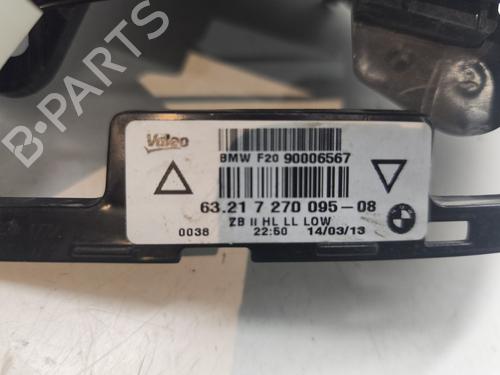 B-PARTS
Valeo
BMW F20 90006567
63.21 7 270 095-08
ZB II HL LL LOW
0038 22:50 14/03/13
BMW